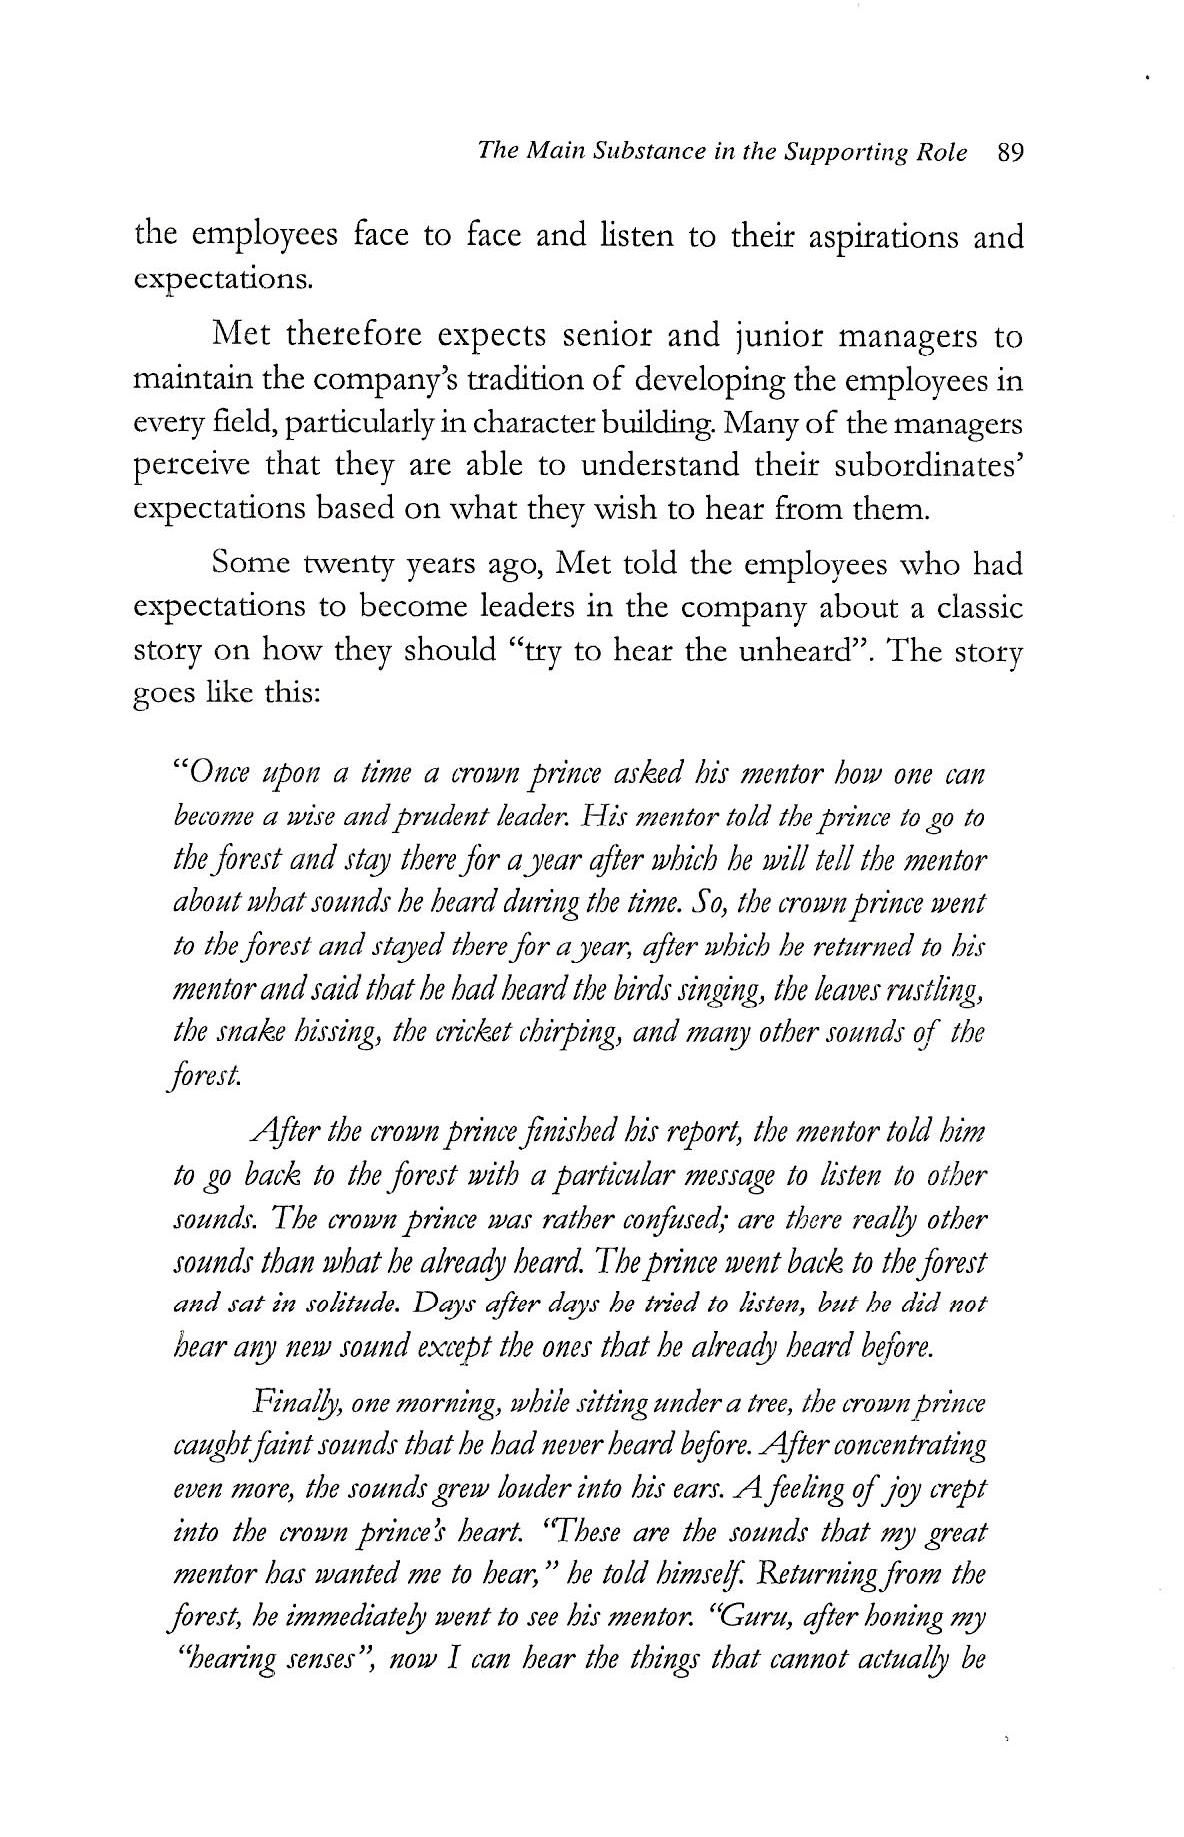 The Main Substance in the Supporting Role 89
the employees face to face and listen to their aspirations and
expectations.
Met therefore expects senior and junior managers to
maintain the company's tradition of developing the employees in
every field, particularly in character building. Many of the managers
perceive that they are able to understand their subordinates'
expectations based on what they wish to hear from them.
Some twenty years ago, Met told the employees who had
expectations to become leaders in the company about a classic
story on how they should “try to hear the unheard”. The story
goes like this:
“Once upon a time a crown prince asked his mentor how one can
become a wise and prudent leader. His mentor told the prince to go to
the forest and stay there for a year after which he will tell the mentor
about what sounds he heard during the time. So, the crown prince went
to the forest and stayed there for a year, after which he returned to his
mentor and said that he had heard the birds singing, the leaves rustling,
the snake hissing, the cricket chirping, and many other sounds of the
forest.
After the crown prince finished his report, the mentor told him
to go back to the forest with a particular message to listen to other
sounds. The crown prince was rather confused; are there really other
sounds than what he already heard. The prince went back to the forest
and sat in solitude. Days after days he tried to listen, but he did not
hear any new sound except the ones that he already heard before.
Finally, one morning, while sitting under a tree, the crown prince
caught faint sounds that he had never heard before. After concentrating
even more, the sounds grew louder into his ears. A feeling of joy crept
into the crown prince's heart. “These are the sounds that my great
mentor has wanted me to hear,” he told himself. Returning from the
forest, he immediately went to see his mentor. “Guru, after honing my
“hearing senses”, now I can hear the things that cannot actually be